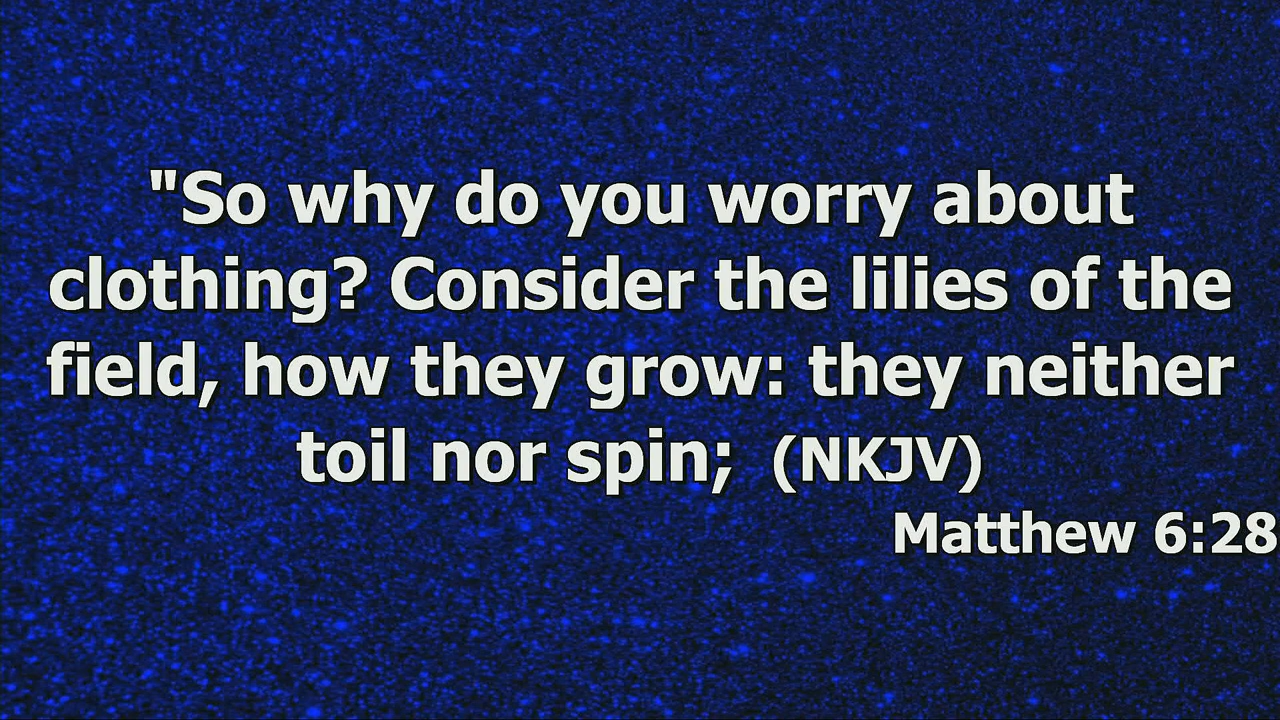 "So why do you worry about
clothing? Consider the lilies of the
field, how they grow: they neither
toil nor spin;  (NKJV)
Matthew 6:28